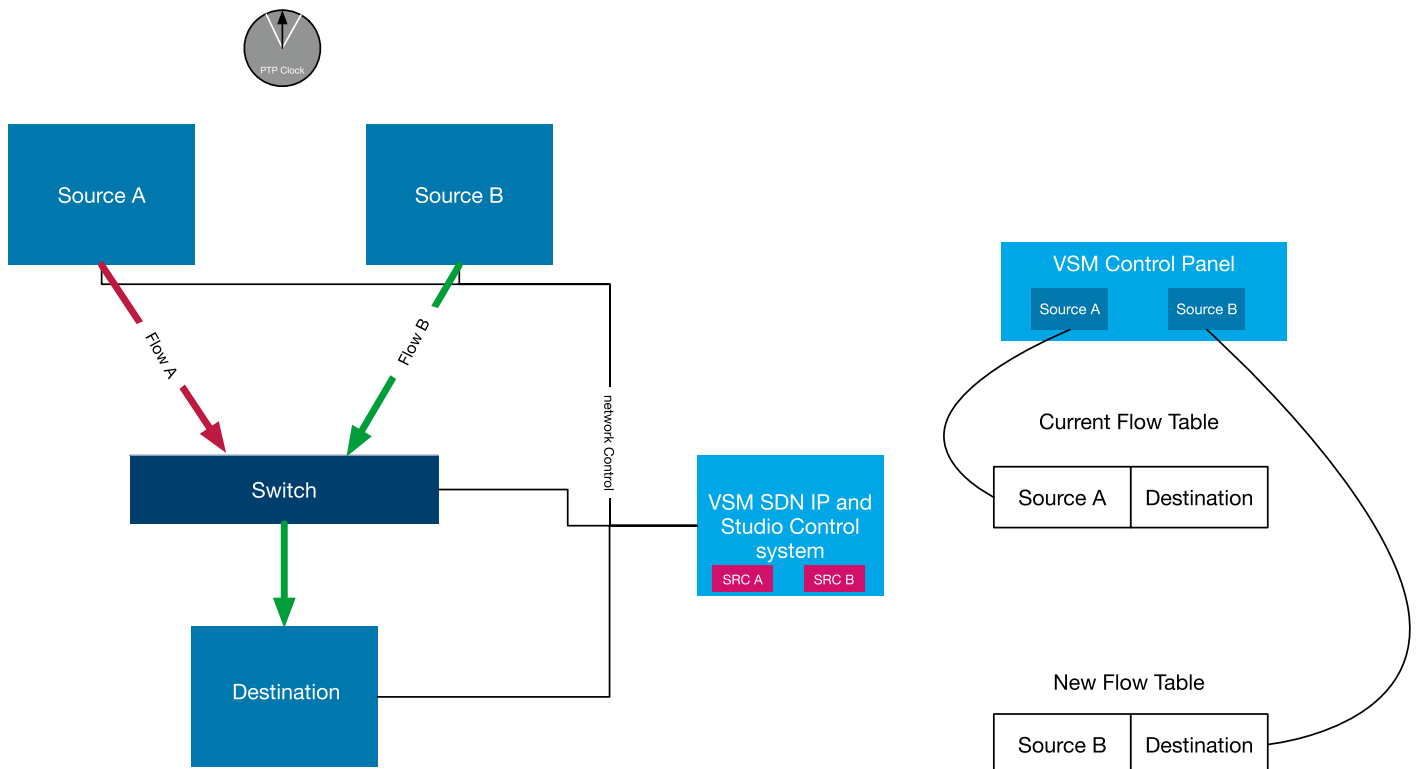 PTP Clock
Source A
Source B
Flow A
Flow B
network Control
Switch
Destination
VSM SDN IP and
Studio Control
system
SRC A
SRC B
VSM Control Panel
Source A
Source B
Current Flow Table
Source A
Destination
New Flow Table
Source B
Destination